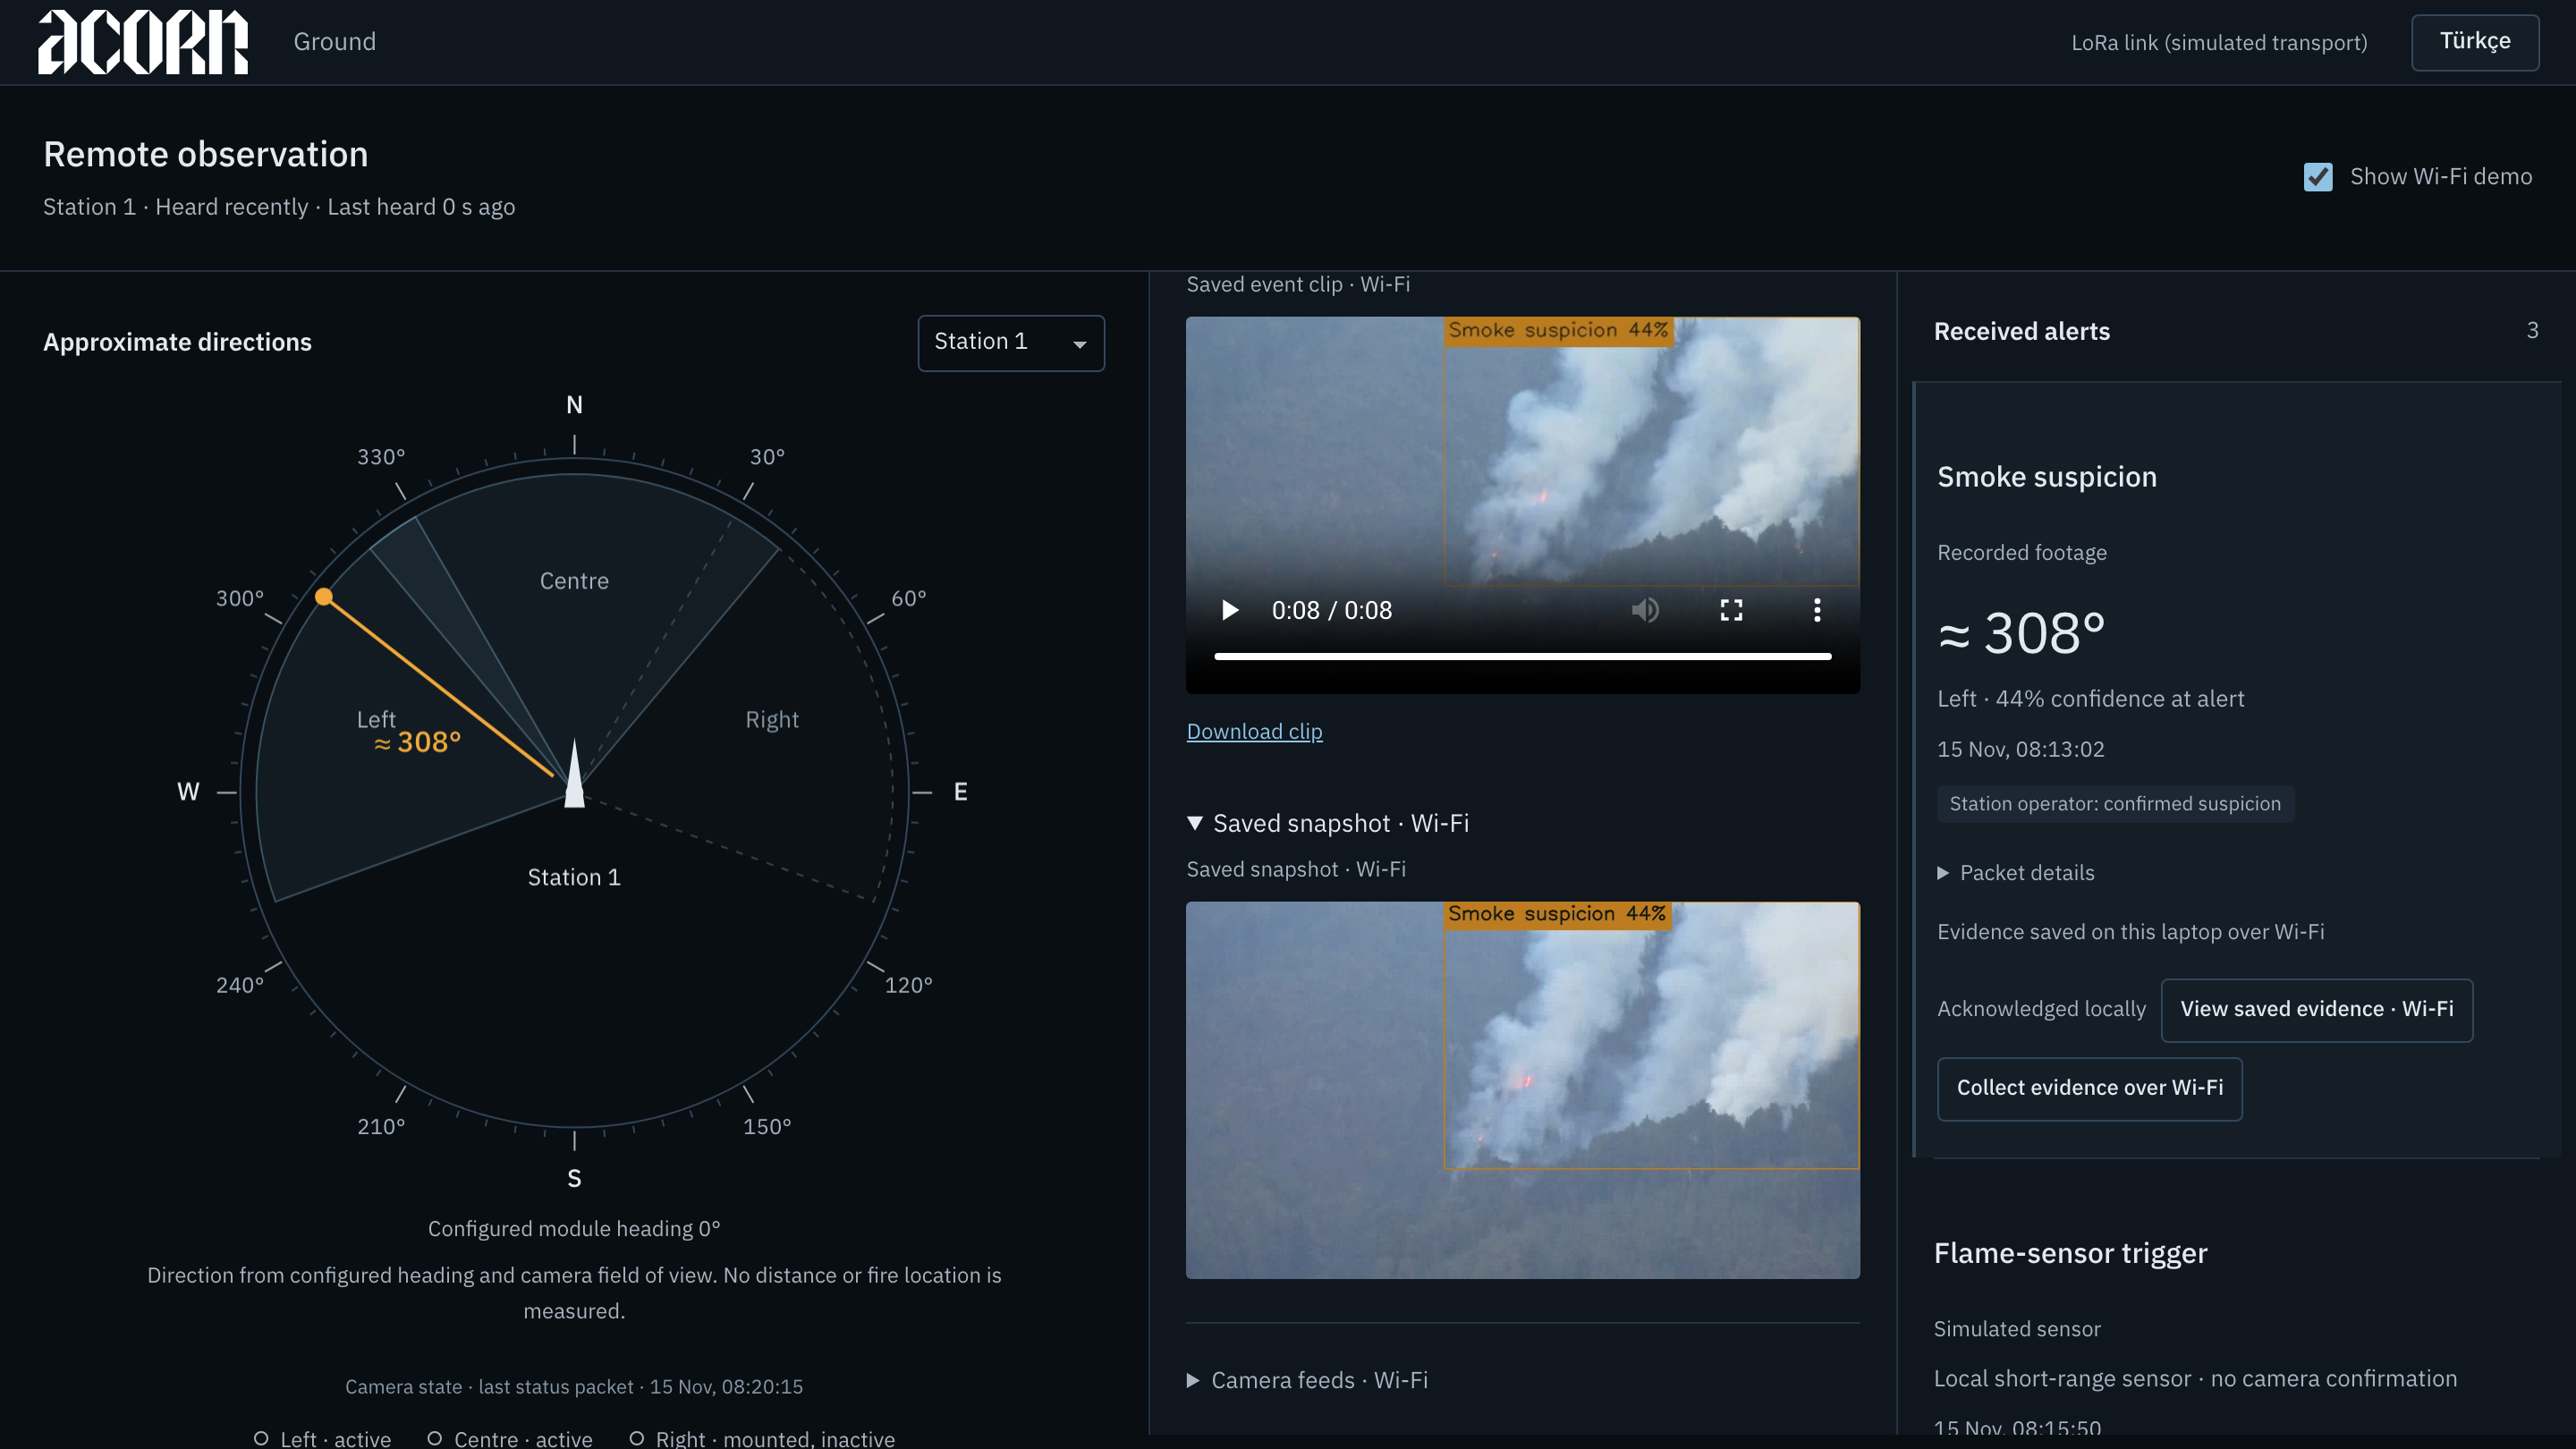 acorn
Ground
LoRa link (simulated transport)
Türkçe
Remote observation
Station 1 · Heard recently · Last heard 0 s ago
Show Wi-Fi demo
Approximate directions
Station 1
N
330°
30°
300°
60°
Centre
Left
≈ 308°
Right
W
E
Station 1
240°
120°
210°
150°
S
Configured module heading 0°
Direction from configured heading and camera field of view. No distance or fire location is
measured.
Camera state · last status packet · 15 Nov, 08:20:15
Left · active
Centre · active
Right · mounted, inactive
Saved event clip · Wi-Fi
Smoke suspicion 44%
0:08 / 0:08
Download clip
Saved snapshot · Wi-Fi
Saved snapshot · Wi-Fi
Smoke suspicion 44%
Camera feeds · Wi-Fi
Received alerts
3
Smoke suspicion
Recorded footage
≈ 308°
Left · 44% confidence at alert
15 Nov, 08:13:02
Station operator: confirmed suspicion
Packet details
Evidence saved on this laptop over Wi-Fi
Acknowledged locally
View saved evidence · Wi-Fi
Collect evidence over Wi-Fi
Flame-sensor trigger
Simulated sensor
Local short-range sensor · no camera confirmation
15 Nov, 08:15:50